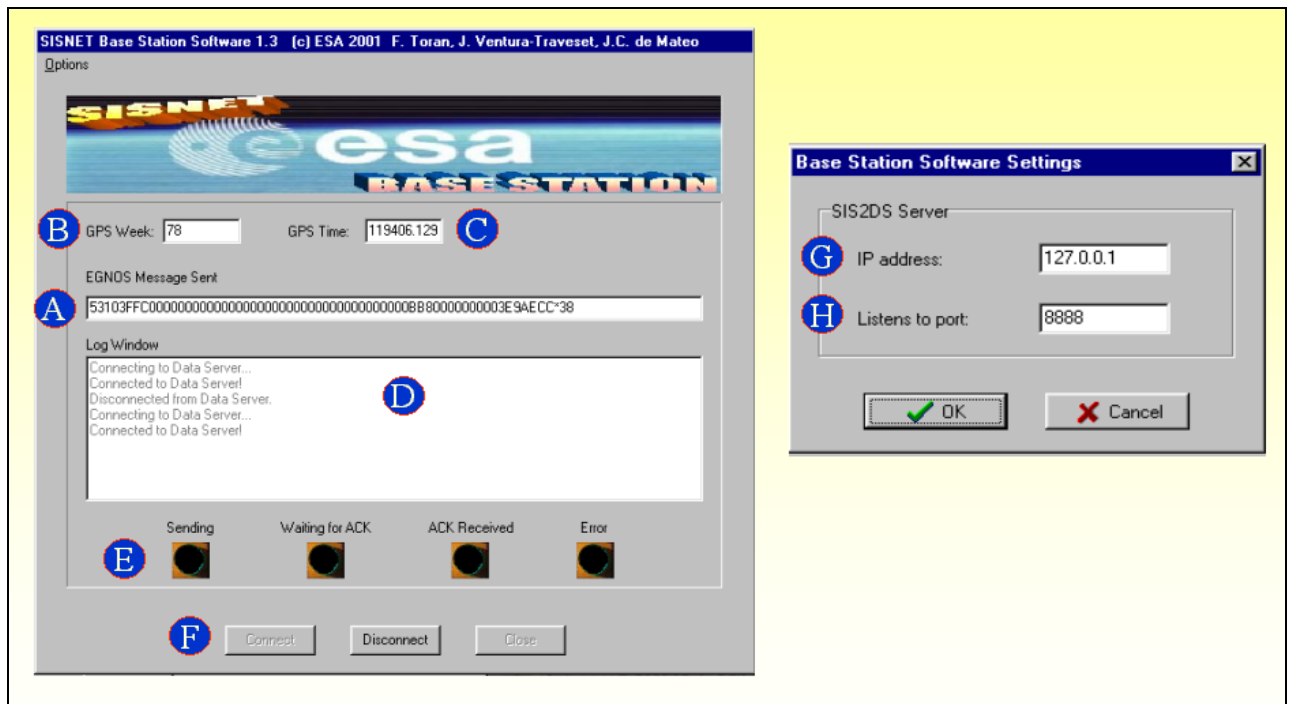 SISNET Base Station Software 1.3 (c) ESA 2001 F. Toran, J. Ventura-Traveset, J.C. de Mateo
Options
SISNET
esa
BASE STATION
B GPS Week: 78 GPS Time: 119406.129 C
EGNOS Message Sent
A 53103FFC000000000000000000000000000000000000BB80000000003E9AECC*38
Log Window
Connecting to Data Server...
Connected to Data Server!
Disconnected from Data Server.
Connecting to Data Server...
Connected to Data Server!
D
Sending Waiting for ACK ACK Received Error
E
F Connect Disconnect Close
Base Station Software Settings
SIS2DS Server
G IP address: 127.0.0.1
H Listens to port: 8888
OK Cancel